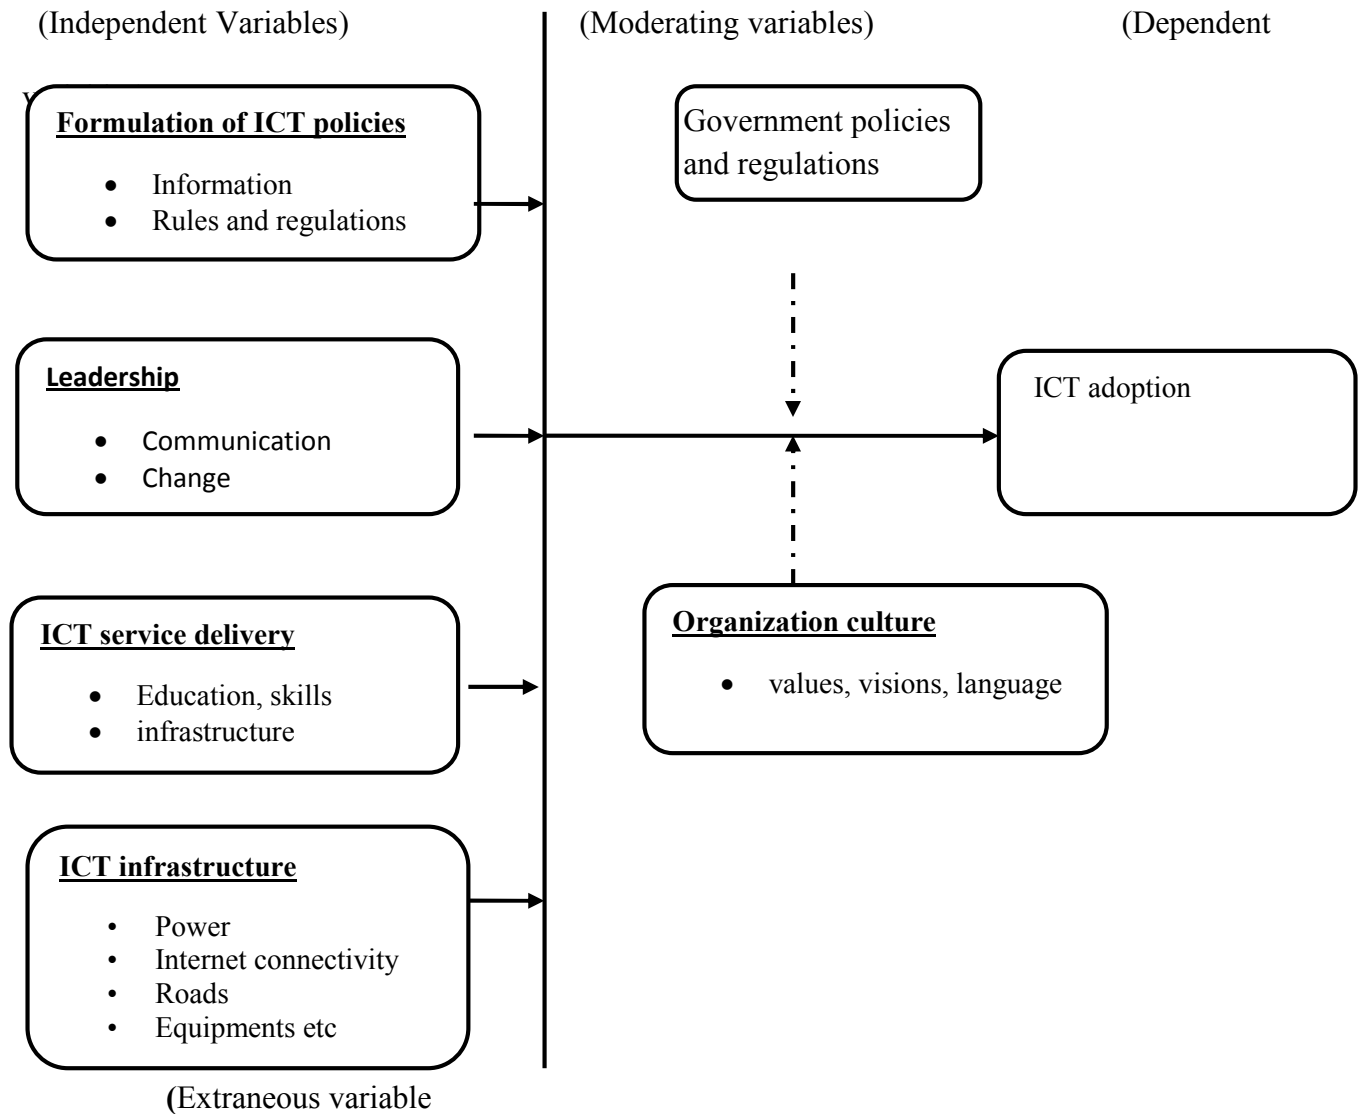 (Independent Variables) (Moderating variables) (Dependent
Formulation of ICT policies
• Information
• Rules and regulations
Government policies
and regulations
Leadership
• Communication
• Change
ICT adoption
ICT service delivery
• Education, skills
• infrastructure
Organization culture
• values, visions, language
ICT infrastructure
• Power
• Internet connectivity
• Roads
• Equipments etc
(Extraneous variable